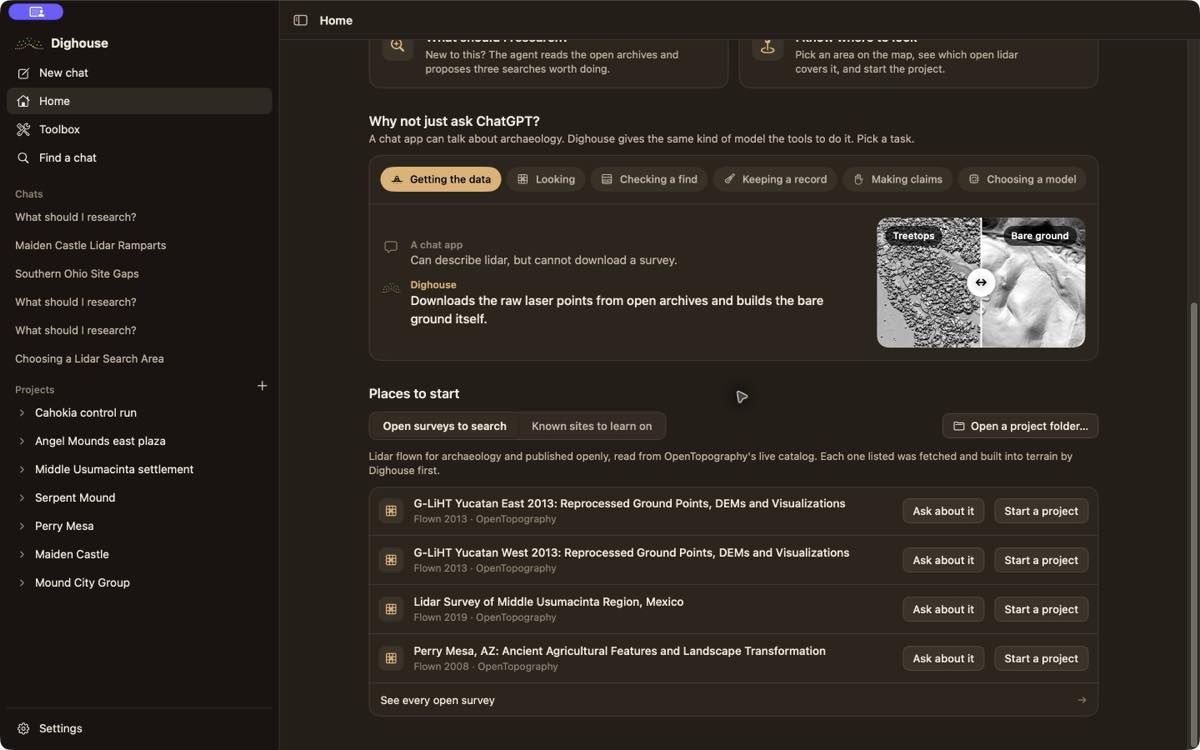 Dighouse
New chat
Home
Toolbox
Find a chat
Chats
What should I research?
Maiden Castle Lidar Ramparts
Southern Ohio Site Gaps
What should I research?
What should I research?
Choosing a Lidar Search Area
Projects
Cahokia control run
Angel Mounds east plaza
Middle Usumacinta settlement
Serpent Mound
Perry Mesa
Maiden Castle
Mound City Group
Settings
Home
New to this? The agent reads the open archives and
proposes three searches worth doing.
Pick an area on the map, see which open lidar
covers it, and start the project.
Why not just ask ChatGPT?
A chat app can talk about archaeology. Dighouse gives the same kind of model the tools to do it. Pick a task.
Getting the data
Looking
Checking a find
Keeping a record
Making claims
Choosing a model
A chat app
Can describe lidar, but cannot download a survey.
Dighouse
Downloads the raw laser points from open archives and builds the bare
ground itself.
Treetops
Bare ground
Places to start
Open surveys to search
Known sites to learn on
Open a project folder...
Lidar flown for archaeology and published openly, read from OpenTopography's live catalog. Each one listed was fetched and built into terrain by
Dighouse first.
G-LiHT Yucatan East 2013: Reprocessed Ground Points, DEMs and Visualizations
Flown 2013 · OpenTopography
Ask about it
Start a project
G-LiHT Yucatan West 2013: Reprocessed Ground Points, DEMs and Visualizations
Flown 2013 · OpenTopography
Ask about it
Start a project
Lidar Survey of Middle Usumacinta Region, Mexico
Flown 2019 · OpenTopography
Ask about it
Start a project
Perry Mesa, AZ: Ancient Agricultural Features and Landscape Transformation
Flown 2008 · OpenTopography
Ask about it
Start a project
See every open survey